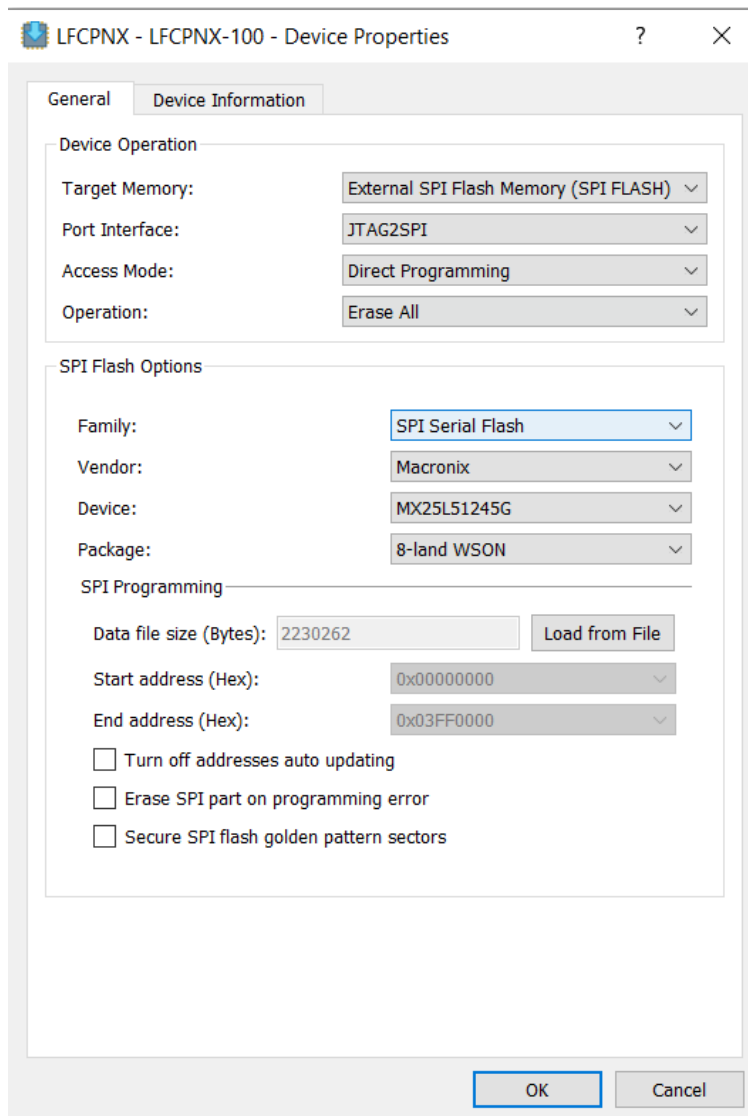 LFCPNX - LFCPNX-100 - Device Properties ?
General Device Information
Device Operation
Target Memory: External SPI Flash Memory (SPI FLASH)
Port Interface: JTAG2SPI
Access Mode: Direct Programming
Operation: Erase All
SPI Flash Options
Family: SPI Serial Flash
Vendor: Macronix
Device: MX25L51245G
Package: 8-land WSON
SPI Programming
Data file size (Bytes): 2230262 Load from File
Start address (Hex): 0x00000000
End address (Hex): 0x03FF0000
Turn off addresses auto updating
Erase SPI part on programming error
Secure SPI flash golden pattern sectors
OK Cancel